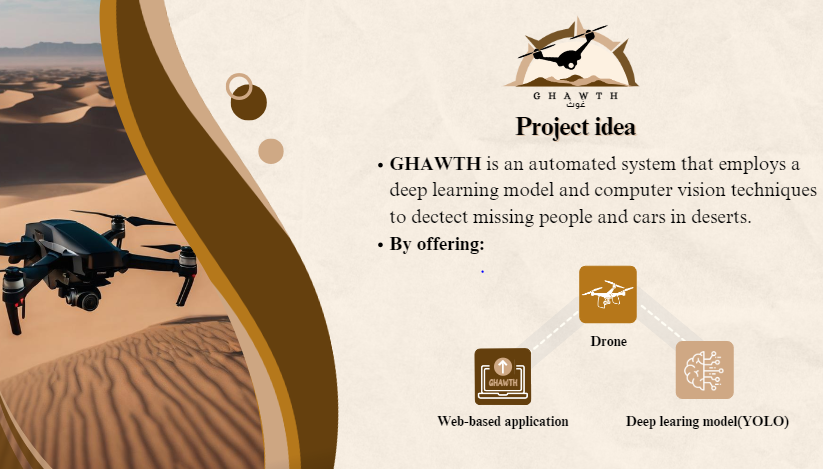 GHAWTH
غوث
Project idea
• GHAWTH is an automated system that employs a
deep learning model and computer vision techniques
to dectect missing people and cars in deserts.
• By offering:
Drone
GHAWTH
Web-based application
Deep learing model(YOLO)